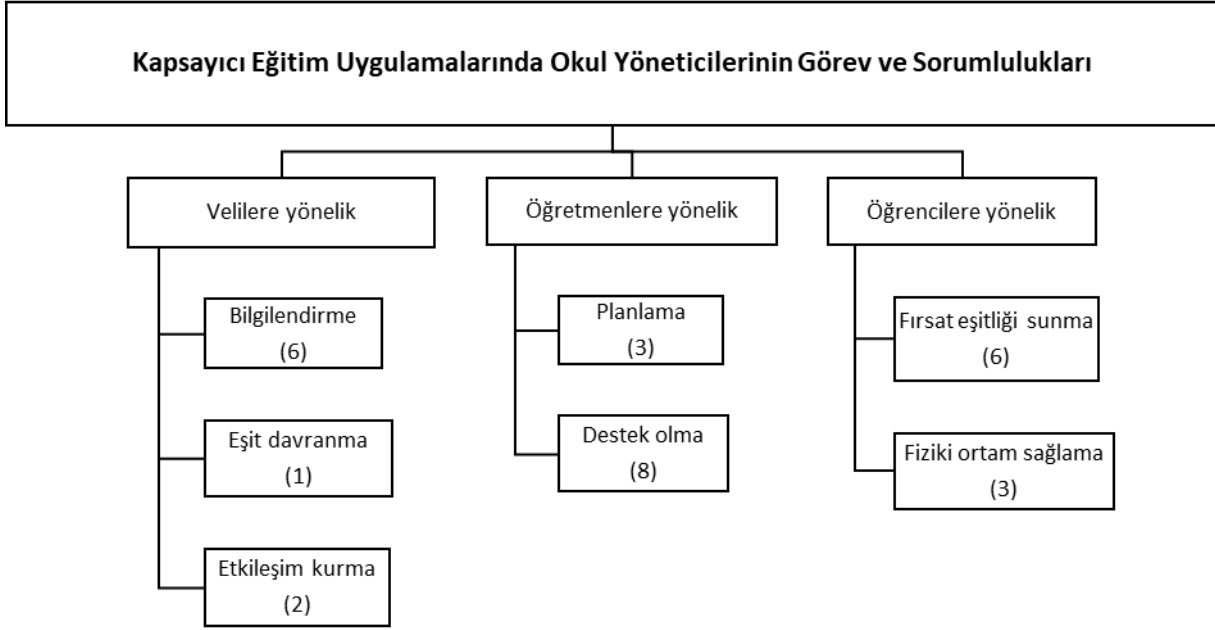 Kapsayıcı Eğitim Uygulamalarında Okul Yöneticilerinin Görev ve Sorumlulukları
Velilere yönelik
Bilgilendirme
(6)
Eşit davranma
(1)
Etkileşim kurma
(2)
Öğretmenlere yönelik
Planlama
(3)
Destek olma
(8)
Öğrencilere yönelik
Fırsat eşitliği sunma
(6)
Fiziki ortam sağlama
(3)